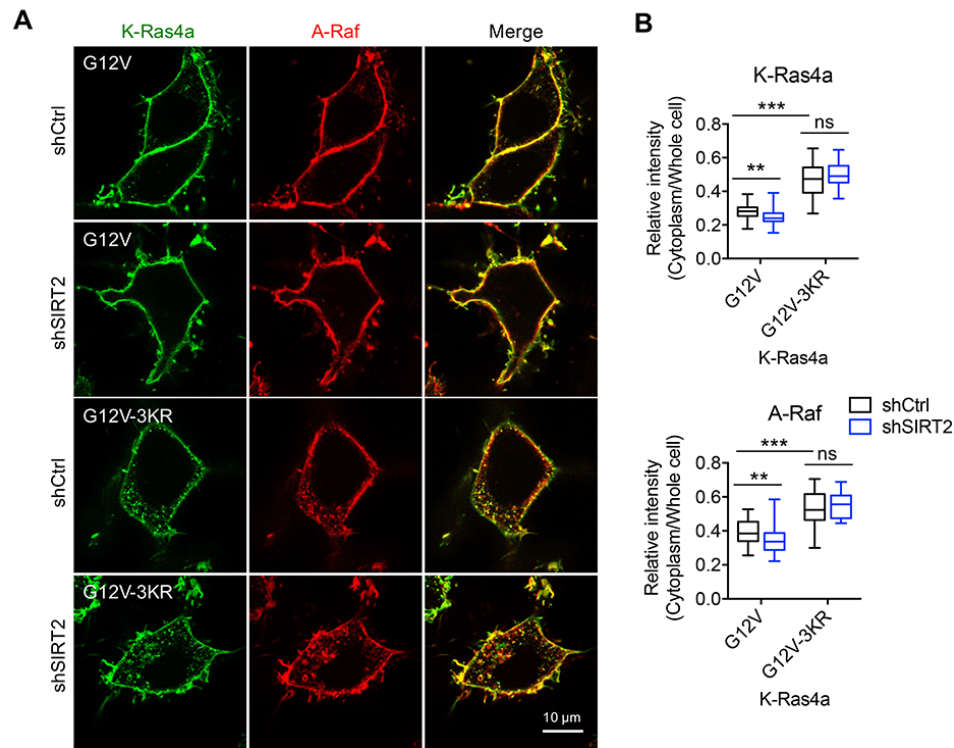 A
K-Ras4a A-Raf Merge
G12V
shCtrl
G12V
shSIRT2
G12V-3KR
shCtrl
G12V-3KR
shSIRT2
10 µm
B
K-Ras4a
Relative intensity
(Cytoplasm/Whole cell)
0.8
0.6
0.4
0.2
0.0
***
ns
**
G12V
G12V-3KR
K-Ras4a
A-Raf
shCtrl
shSIRT2
Relative intensity
(Cytoplasm/Whole cell)
0.8
0.6
0.4
0.2
0.0
***
ns
**
G12V
G12V-3KR
K-Ras4a